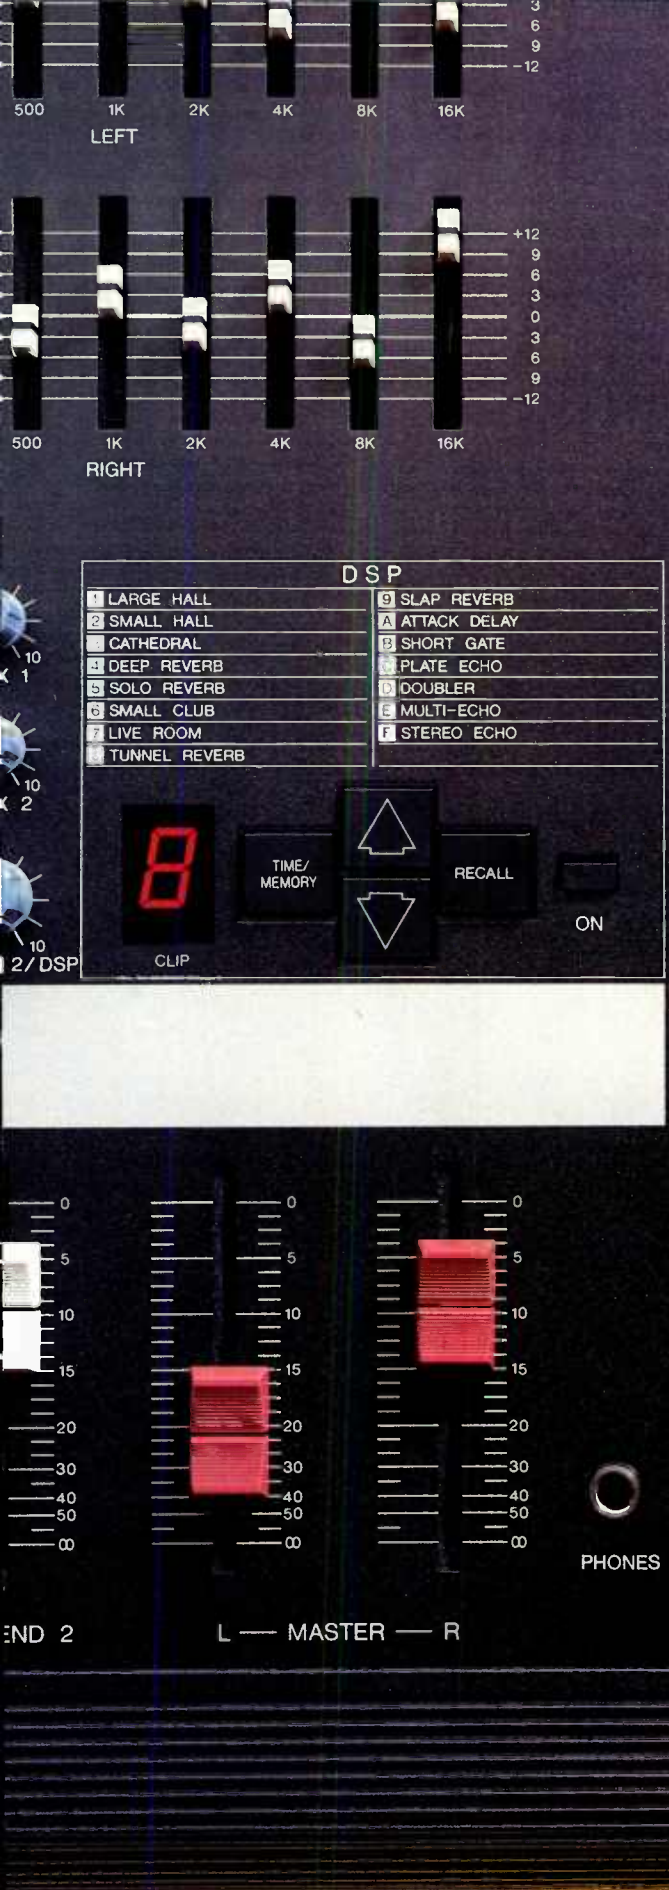 3
6
9
-12
500 1K 2K 4K 8K 16K
LEFT
+12
9
6
3
0
3
6
9
-12
500 1K 2K 4K 8K 16K
RIGHT
DSP
1 LARGE HALL
2 SMALL HALL
CATHEDRAL
4 DEEP REVERB
5 SOLO REVERB
6 SMALL CLUB
7 LIVE ROOM
TUNNEL REVERB
9 SLAP REVERB
A ATTACK DELAY
B SHORT GATE
C PLATE ECHO
D DOUBLER
E MULTI-ECHO
F STEREO ECHO
10
X 1
10
X 2
10
2/DSP
8
CLIP
TIME/
MEMORY
RECALL
ON
0 0 0
5 5 5
10 10 10
15 15 15
20 20 20
30 30 30
40 40 40
50 50 50
∞ ∞ ∞
PHONES
END 2
L — MASTER — R